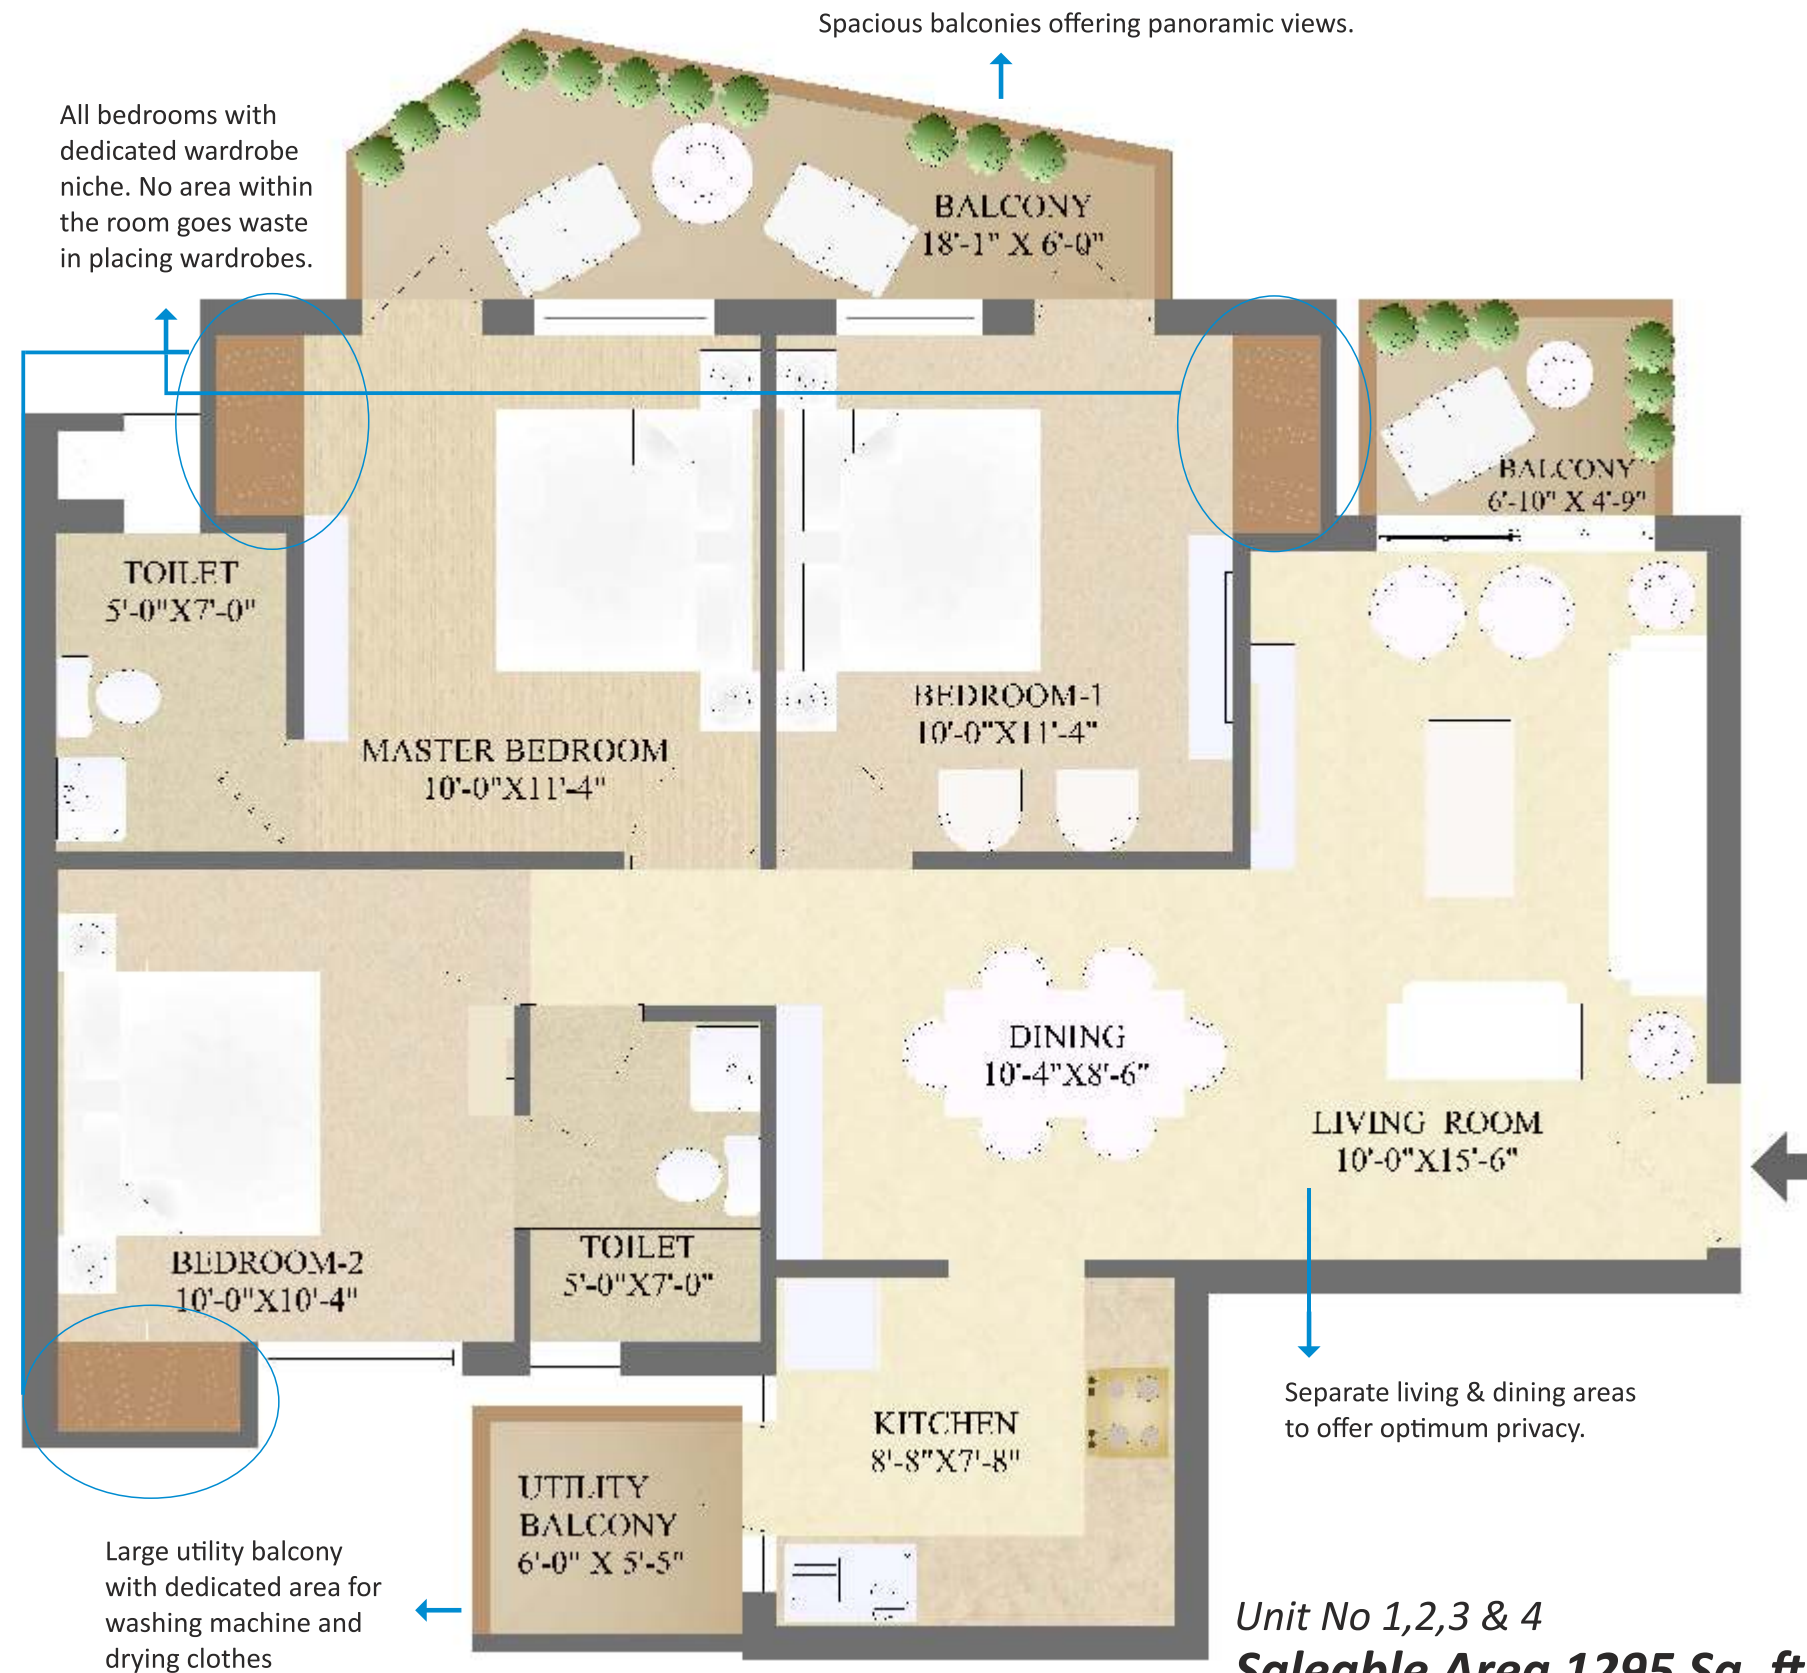 Spacious balconies offering panoramic views.
All bedrooms with
dedicated wardrobe
niche. No area within
the room goes waste
in placing wardrobes.
BALCONY
18'-1" X 6'-0"
BALCONY
6'-10" X 4'-9"
TOILET
5'-0"X7'-0"
MASTER BEDROOM
10'-0"X11'-4"
BEDROOM-1
10'-0"X11'-4"
DINING
10'-4"X8'-6"
LIVING ROOM
10'-0"X15'-6"
BEDROOM-2
10'-0"X10'-4"
TOILET
5'-0"X7'-0"
KITCHEN
8'-8"X7'-8"
UTILITY
BALCONY
6'-0" X 5'-5"
Separate living & dining areas
to offer optimum privacy.
Large utility balcony
with dedicated area for
washing machine and
drying clothes
Unit No 1,2,3 & 4
Saleable Area 1295 Sq. ft